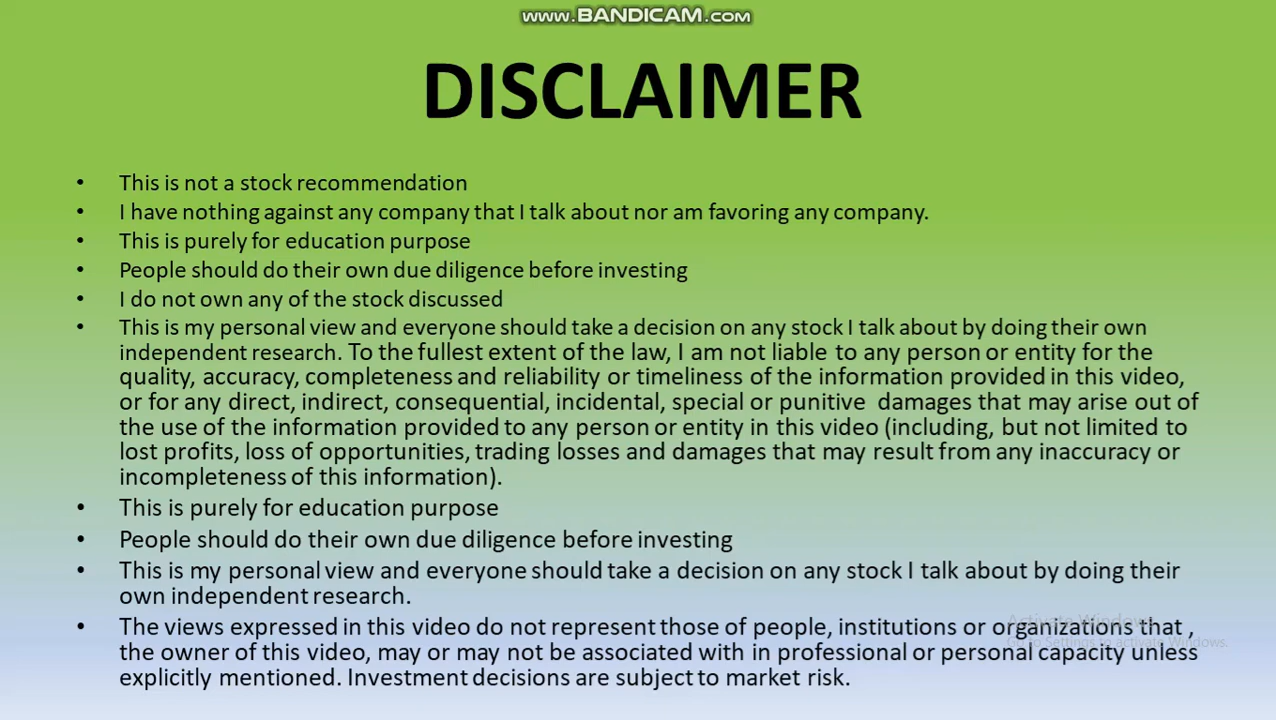 www.BANDICAM.com
DISCLAIMER
• This is not a stock recommendation
• I have nothing against any company that I talk about nor am favoring any company.
• This is purely for education purpose
• People should do their own due diligence before investing
• I do not own any of the stock discussed
• This is my personal view and everyone should take a decision on any stock I talk about by doing their own
independent research. To the fullest extent of the law, I am not liable to any person or entity for the
quality, accuracy, completeness and reliability or timeliness of the information provided in this video,
or for any direct, indirect, consequential, incidental, special or punitive damages that may arise out of
the use of the information provided to any person or entity in this video (including, but not limited to
lost profits, loss of opportunities, trading losses and damages that may result from any inaccuracy or
incompleteness of this information).
• This is purely for education purpose
• People should do their own due diligence before investing
• This is my personal view and everyone should take a decision on any stock I talk about by doing their
own independent research.
• The views expressed in this video do not represent those of people, institutions or organizations that ,
the owner of this video, may or may not be associated with in professional or personal capacity unless
explicitly mentioned. Investment decisions are subject to market risk.
Activate Windows
Go to Settings to activate Windows.